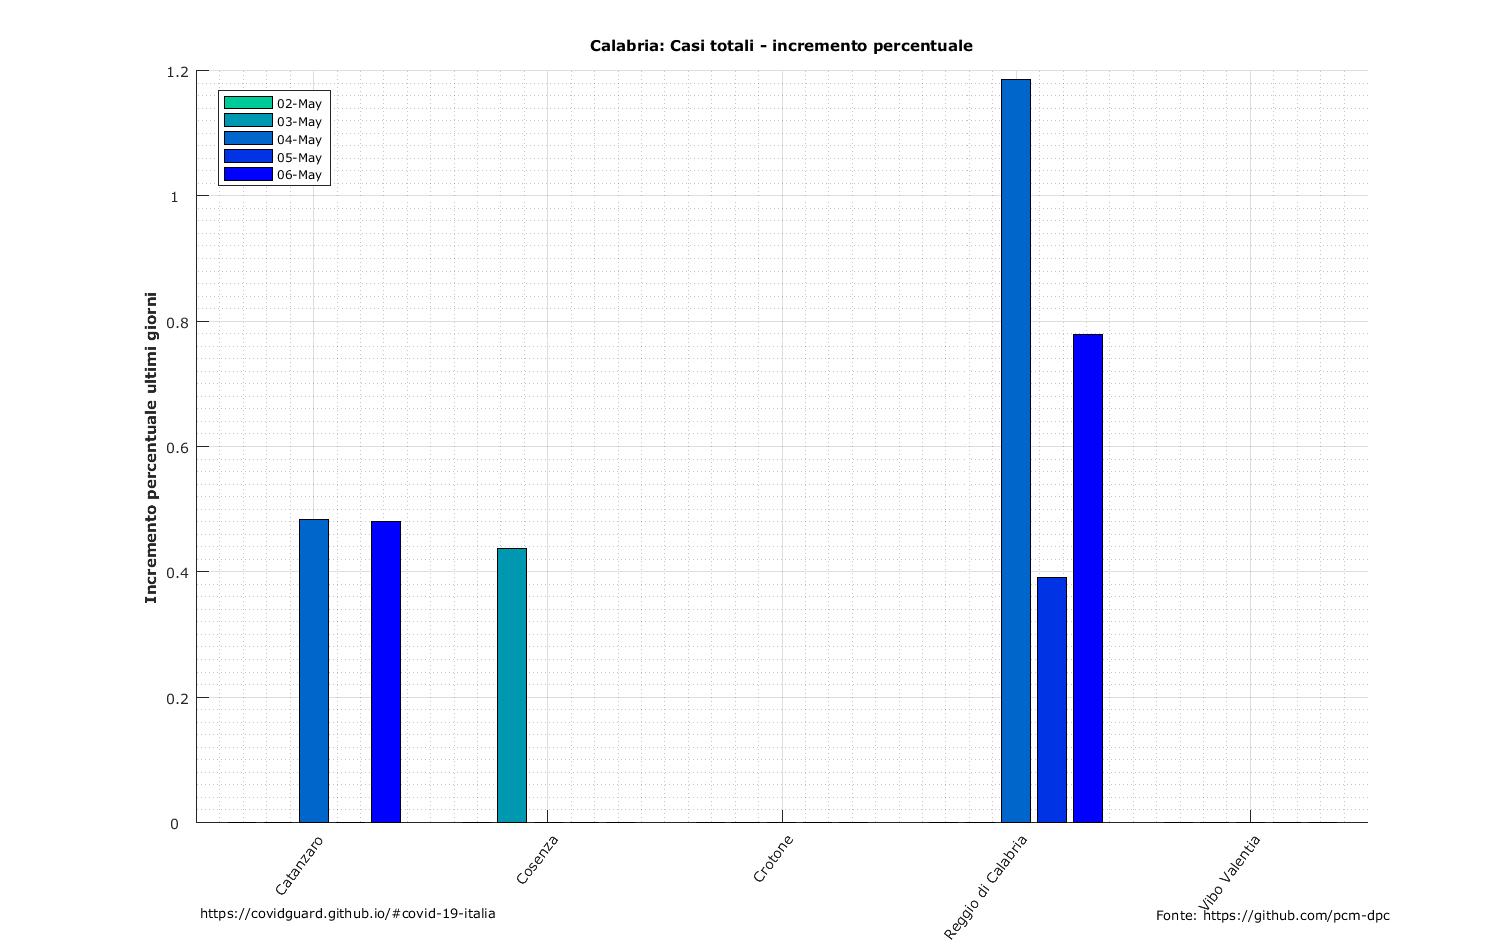 Calabria: Casi totali - incremento percentuale
1.2
1
0.8
0.6
0.4
0.2
0
Incremento percentuale ultimi giorni
02-May
03-May
04-May
05-May
06-May
Catanzaro
Cosenza
Crotone
Reggio di Calabria
Vibo Valentia
https://covidguard.github.io/#covid-19-italia
Fonte: https://github.com/pcm-dpc